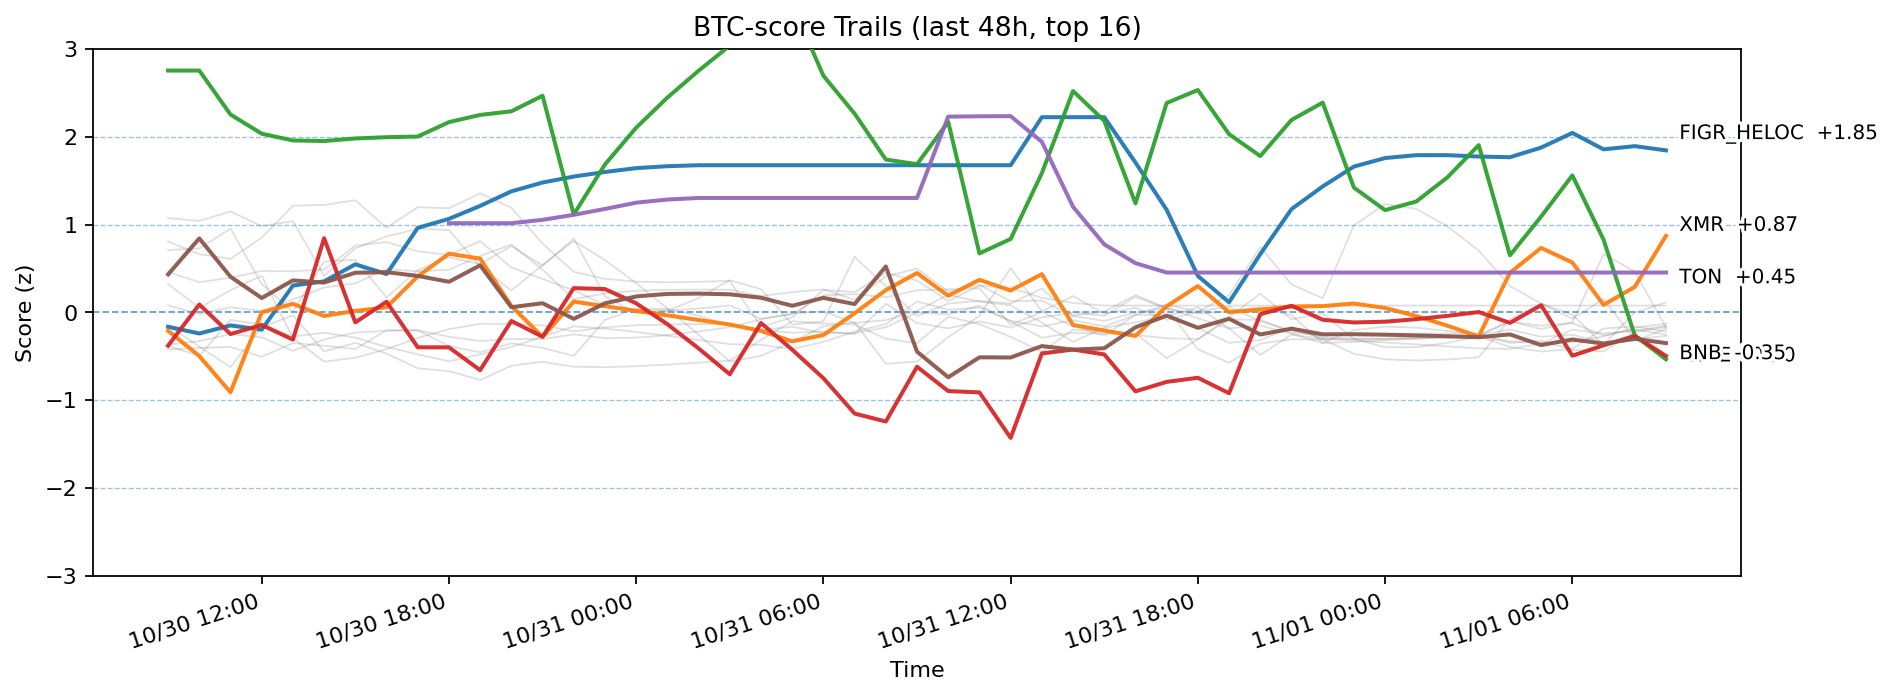 BTC-score Trails (last 48h, top 16)
Score (z)
3
2
1
0
−1
−2
−3
FIGR_HELOC +1.85
XMR +0.87
TON +0.45
BNB -0.35
10/30 12:00
10/30 18:00
10/31 00:00
10/31 06:00
10/31 12:00
10/31 18:00
11/01 00:00
11/01 06:00
Time